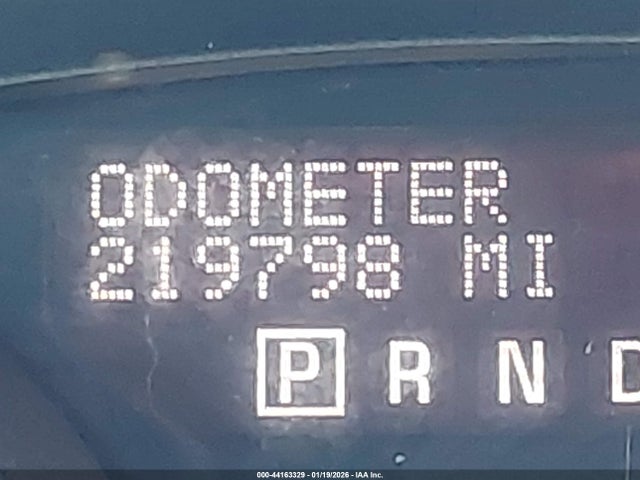 ODOMETER
219798 MI
P R N D
000-44163329 - 01/19/2026 - IAA Inc.